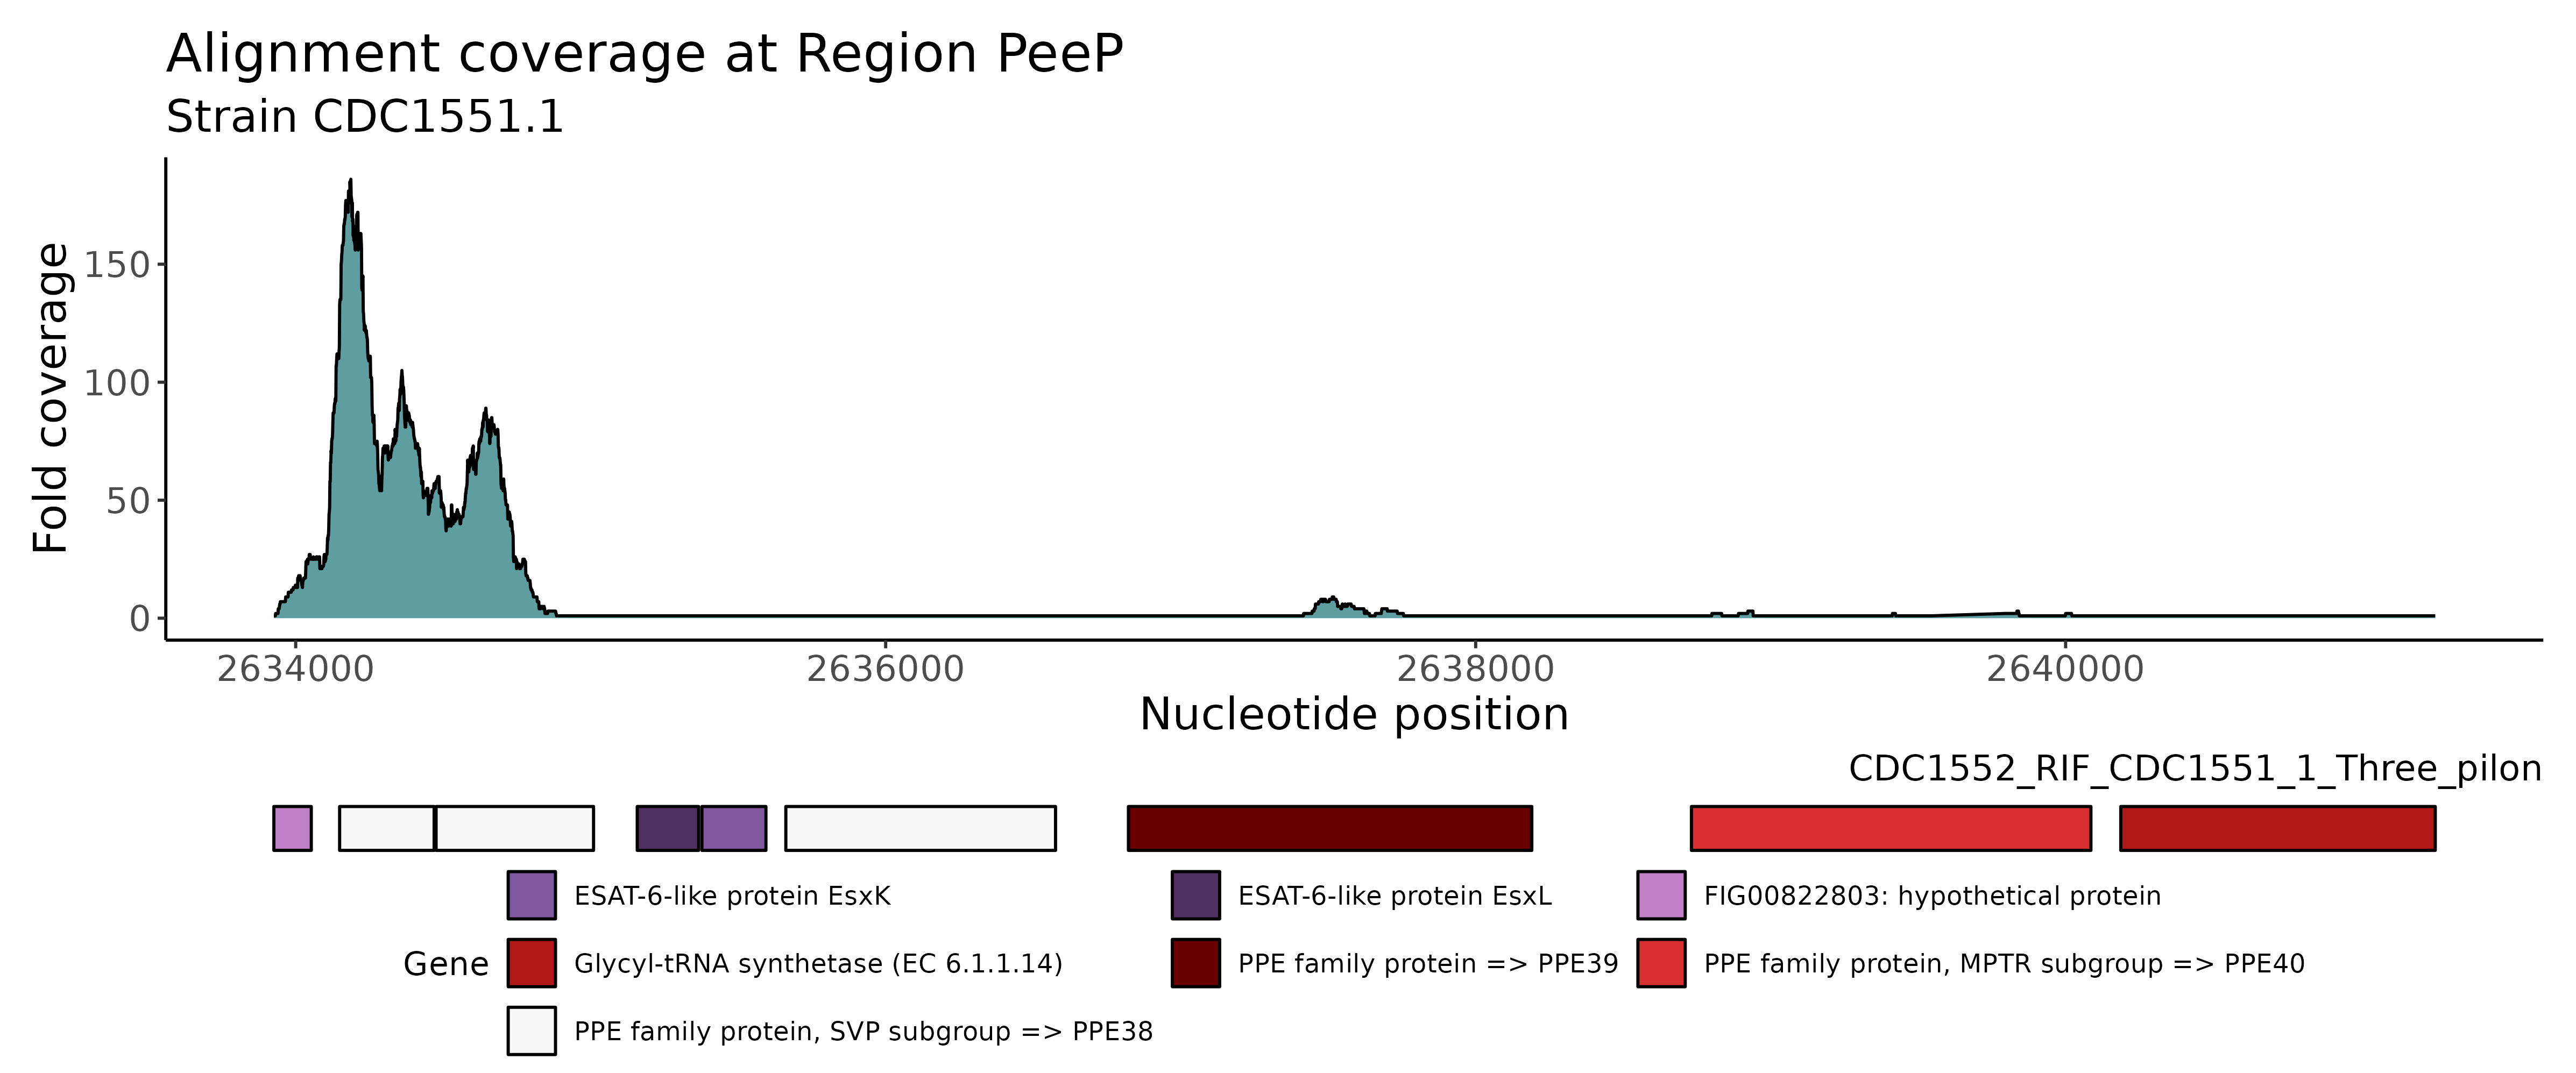 Alignment coverage at Region PeeP
Strain CDC1551.1
Fold coverage
150
100
50
0
2634000 2636000 2638000 2640000
Nucleotide position
CDC1552_RIF_CDC1551_1_Three_pilon
Gene
ESAT-6-like protein EsxK
Glycyl-tRNA synthetase (EC 6.1.1.14)
PPE family protein, SVP subgroup => PPE38
ESAT-6-like protein EsxL
PPE family protein => PPE39
FIG00822803: hypothetical protein
PPE family protein, MPTR subgroup => PPE40